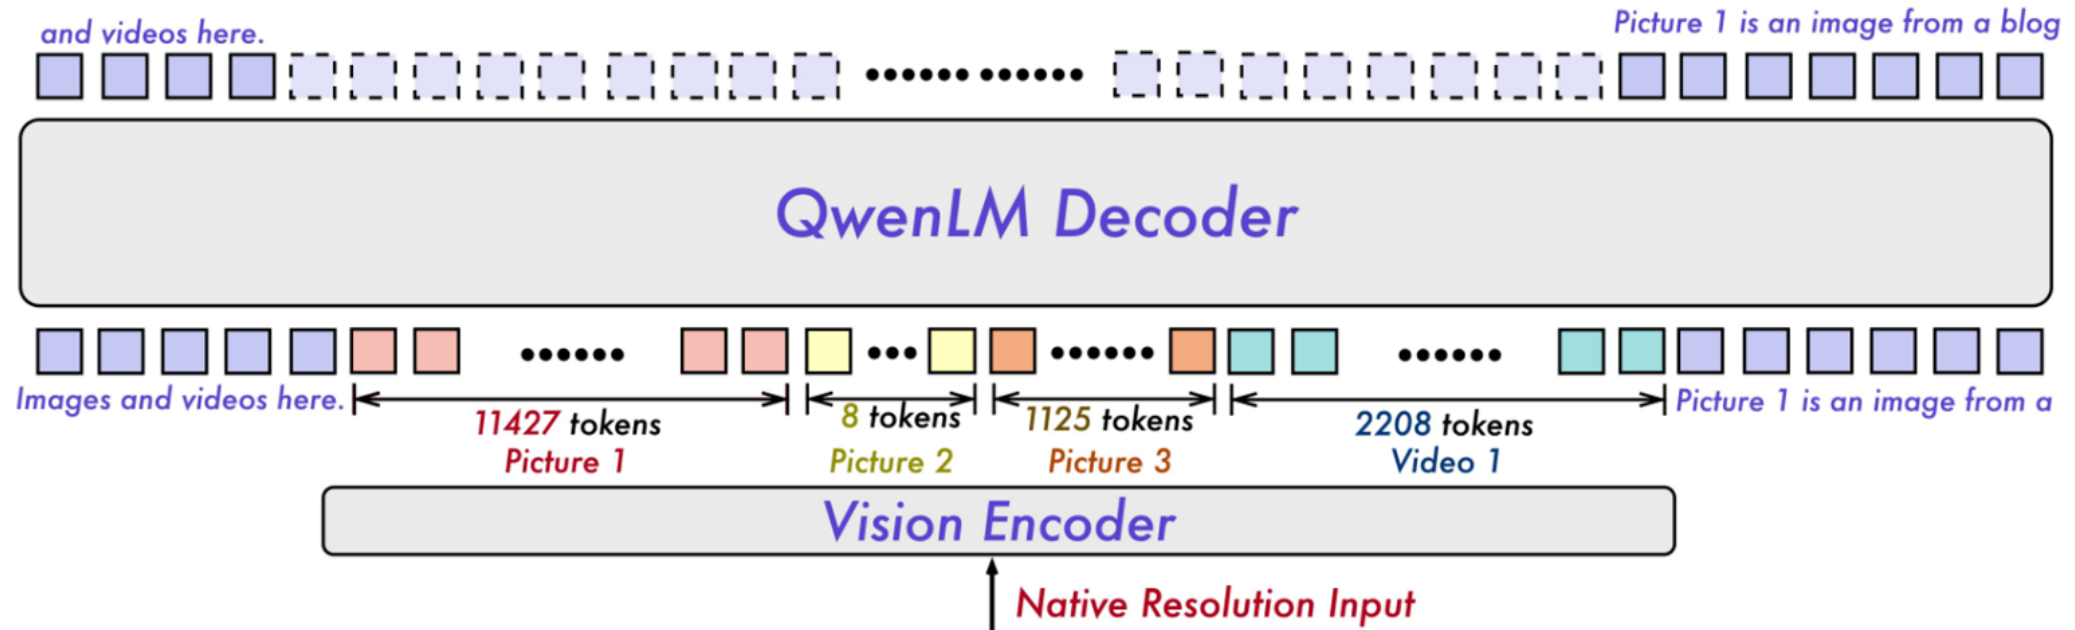 and videos here.
Picture 1 is an image from a blog
QwenLM Decoder
Images and videos here.
11427 tokens
Picture 1
8 tokens
Picture 2
1125 tokens
Picture 3
2208 tokens
Video 1
Picture 1 is an image from a
Vision Encoder
Native Resolution Input